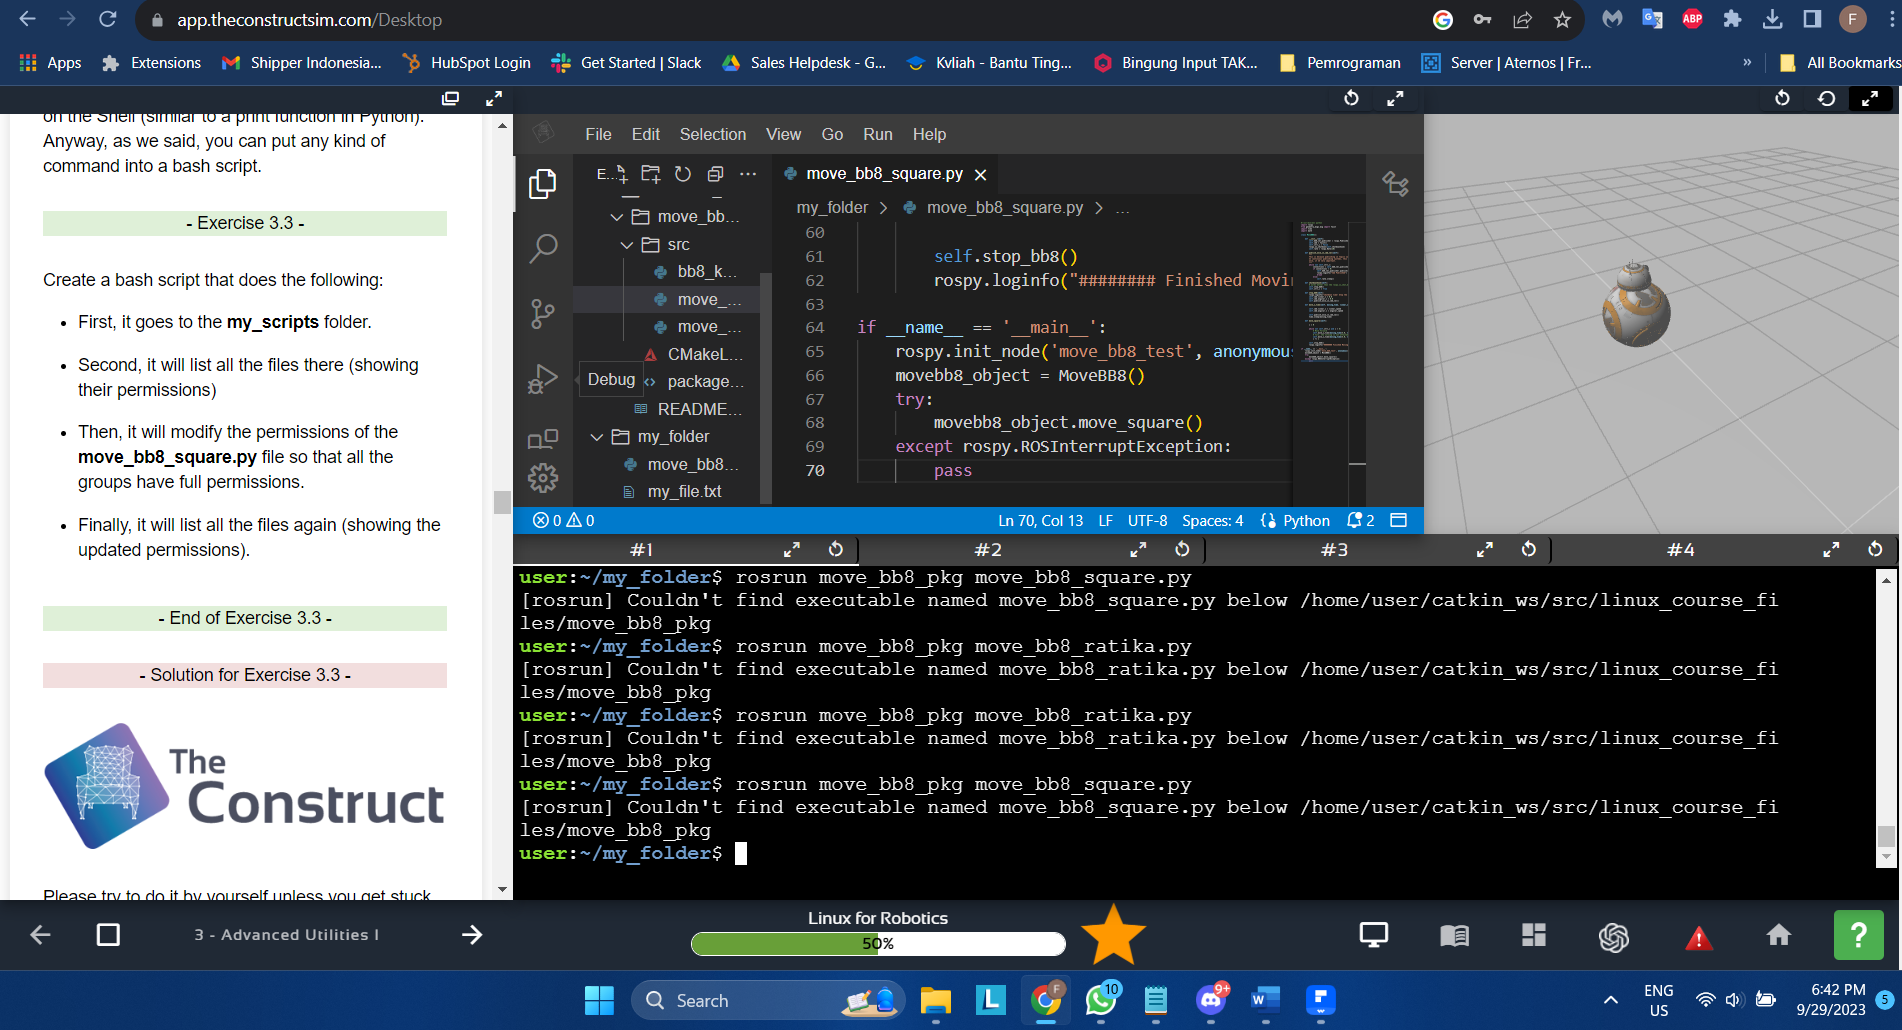 app.theconstructsim.com/Desktop
ABP
F
Apps
Extensions
Shipper Indonesia...
HubSpot Login
Get Started | Slack
Sales Helpdesk - G...
Kvliah - Bantu Ting...
Bingung Input TAK...
Pemrograman
Server | Aternos | Fr...
»
All Bookmarks
on the Shell (similar to a print function in Python).
Anyway, as we said, you can put any kind of
command into a bash script.
- Exercise 3.3 -
Create a bash script that does the following:
• First, it goes to the my_scripts folder.
• Second, it will list all the files there (showing
their permissions)
• Then, it will modify the permissions of the
move_bb8_square.py file so that all the
groups have full permissions.
• Finally, it will list all the files again (showing the
updated permissions).
- End of Exercise 3.3 -
- Solution for Exercise 3.3 -
The
Construct
Please try to do it by yourself unless you get stuck
File Edit Selection View Go Run Help
E...
move_bb...
src
bb8_k...
move_...
move_...
CMakeL...
Debug
package...
README...
my_folder
move_bb8...
my_file.txt
move_bb8_square.py
my_folder > move_bb8_square.py > ...
60
61 self.stop_bb8()
62 rospy.loginfo("######## Finished Movi
63
64 if __name__ == '__main__':
65 rospy.init_node('move_bb8_test', anonymous
66 movebb8_object = MoveBB8()
67 try:
68 movebb8_object.move_square()
69 except rospy.ROSInterruptException:
70 pass
0 0
Ln 70, Col 13 LF UTF-8 Spaces: 4 Python 2
#1
#2
#3
#4
user:~/my_folder$ rosrun move_bb8_pkg move_bb8_square.py
[rosrun] Couldn't find executable named move_bb8_square.py below /home/user/catkin_ws/src/linux_course_fi
les/move_bb8_pkg
user:~/my_folder$ rosrun move_bb8_pkg move_bb8_ratika.py
[rosrun] Couldn't find executable named move_bb8_ratika.py below /home/user/catkin_ws/src/linux_course_fi
les/move_bb8_pkg
user:~/my_folder$ rosrun move_bb8_pkg move_bb8_ratika.py
[rosrun] Couldn't find executable named move_bb8_ratika.py below /home/user/catkin_ws/src/linux_course_fi
les/move_bb8_pkg
user:~/my_folder$ rosrun move_bb8_pkg move_bb8_square.py
[rosrun] Couldn't find executable named move_bb8_square.py below /home/user/catkin_ws/src/linux_course_fi
les/move_bb8_pkg
user:~/my_folder$
3 - Advanced Utilities I
Linux for Robotics
50%
?
Search
L
F
10
9+
W
ENG
US
6:42 PM
9/29/2023
5